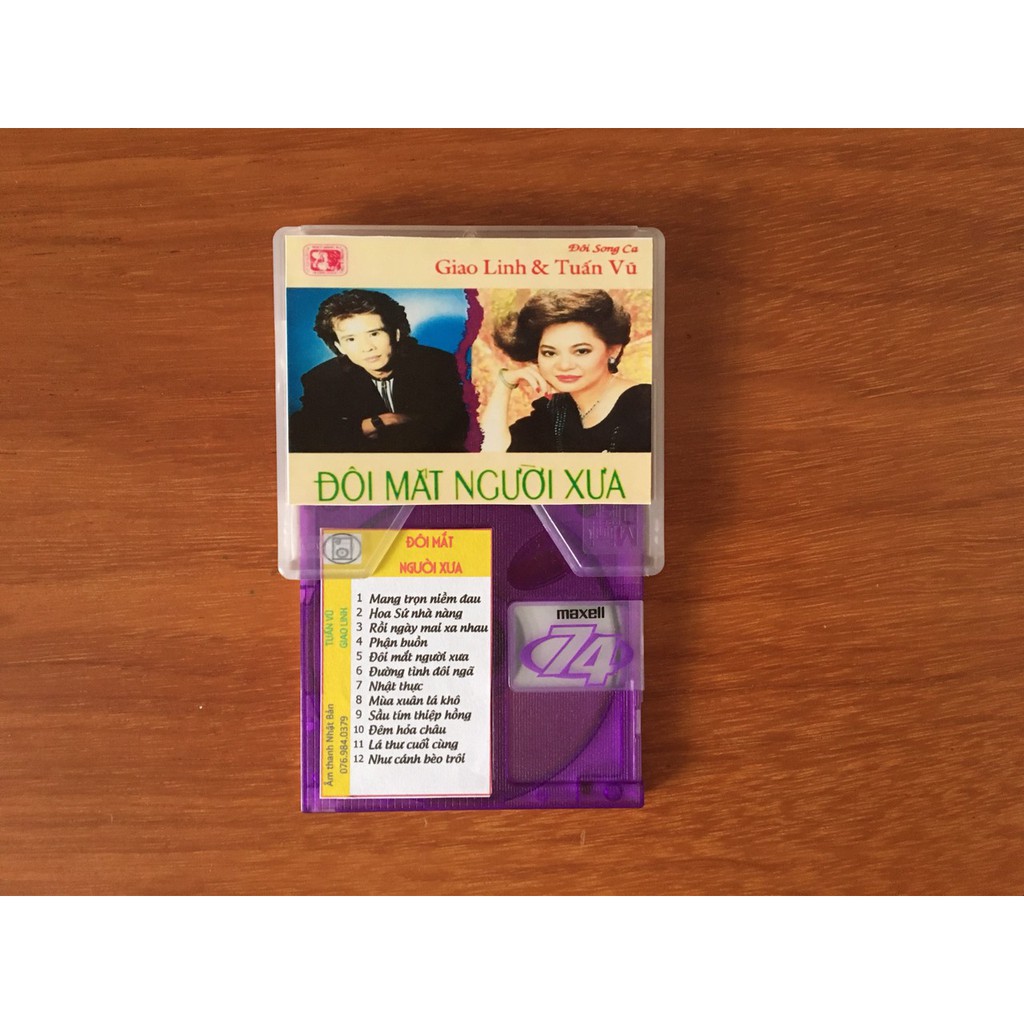 Đôi Song Ca
Giao Linh & Tuấn Vũ
ĐÔI MẮT NGƯỜI XƯA
ĐÔI MẮT
NGƯỜI XƯA
1 Mang trọn niềm đau
2 Hoa Sứ nhà nàng
3 Rồi ngày mai xa nhau
4 Phận buồn
5 Đôi mắt người xưa
6 Đường tình đôi ngã
7 Nhật thực
8 Mùa xuân lá khô
9 Sầu tím thiệp hồng
10 Đêm hỏa châu
11 Lá thư cuối cùng
12 Như cánh bèo trôi
TUẤN VŨ
GIAO LINH
Âm thanh Nhật Bản
076.984.0379
maxell
74